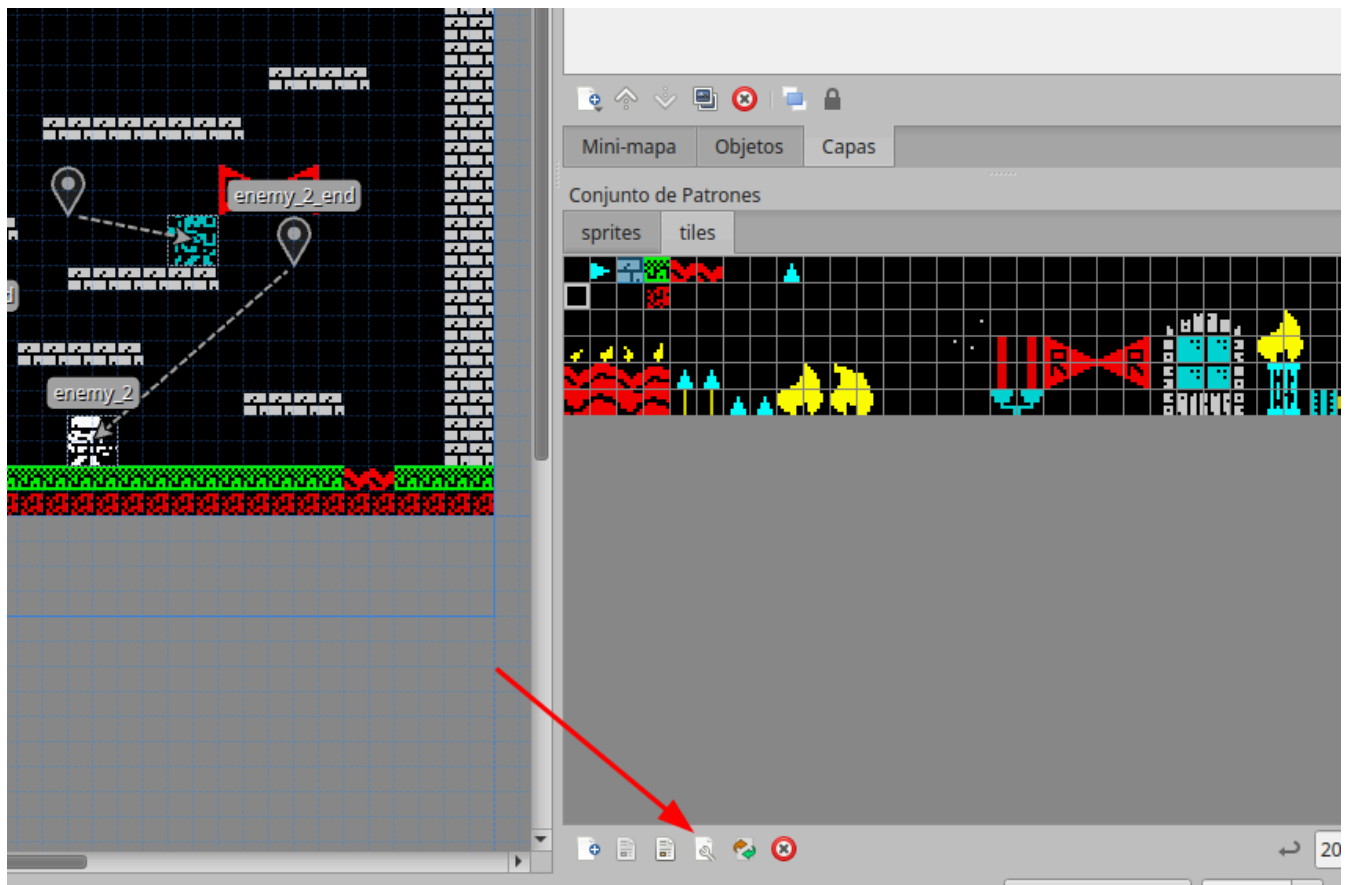 Mini-mapa
Objetos
Capas
Conjunto de Patrones
sprites
tiles
enemy_2_end
enemy_2
20